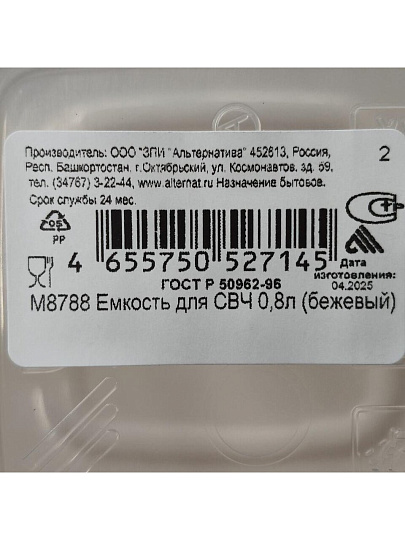 Производитель: ООО "ЗПИ "Альтернатива" 452613, Россия,
Респ. Башкортостан, г.Октябрьский, ул. Космонавтов, зд. 59,
тел. (34767) 3-22-44, www.alternat.ru Назначение бытовое.
Срок службы 24 мес.
2
05
PP
4 655750 527145
Дата
изготовления:
04.2025
ГОСТ Р 50962-96
М8788 Емкость для СВЧ 0,8л (бежевый)